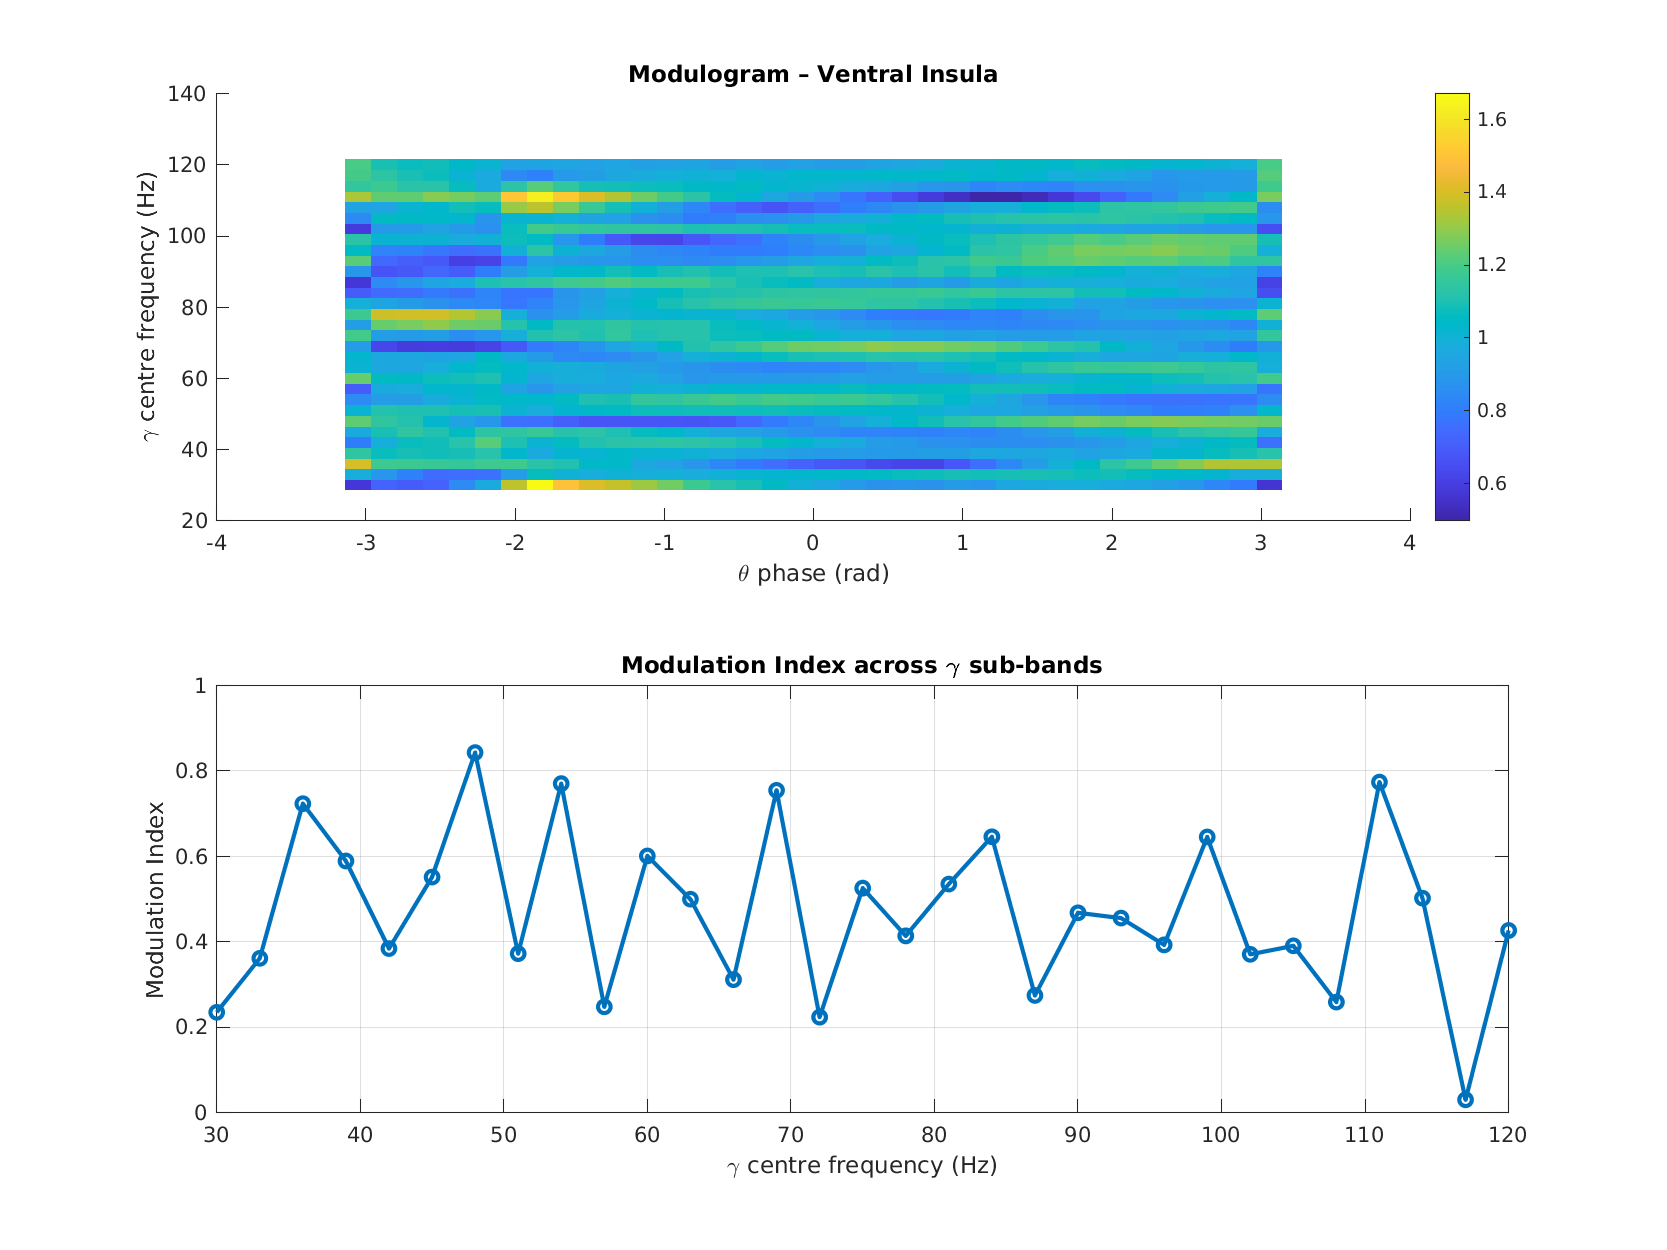 Modulogram – Ventral Insula
140
120
100
80
60
40
20
γ centre frequency (Hz)
-4 -3 -2 -1 0 1 2 3 4
θ phase (rad)
1.6
1.4
1.2
1
0.8
0.6
Modulation Index across γ sub-bands
1
0.8
0.6
0.4
0.2
0
Modulation Index
30 40 50 60 70 80 90 100 110 120
γ centre frequency (Hz)